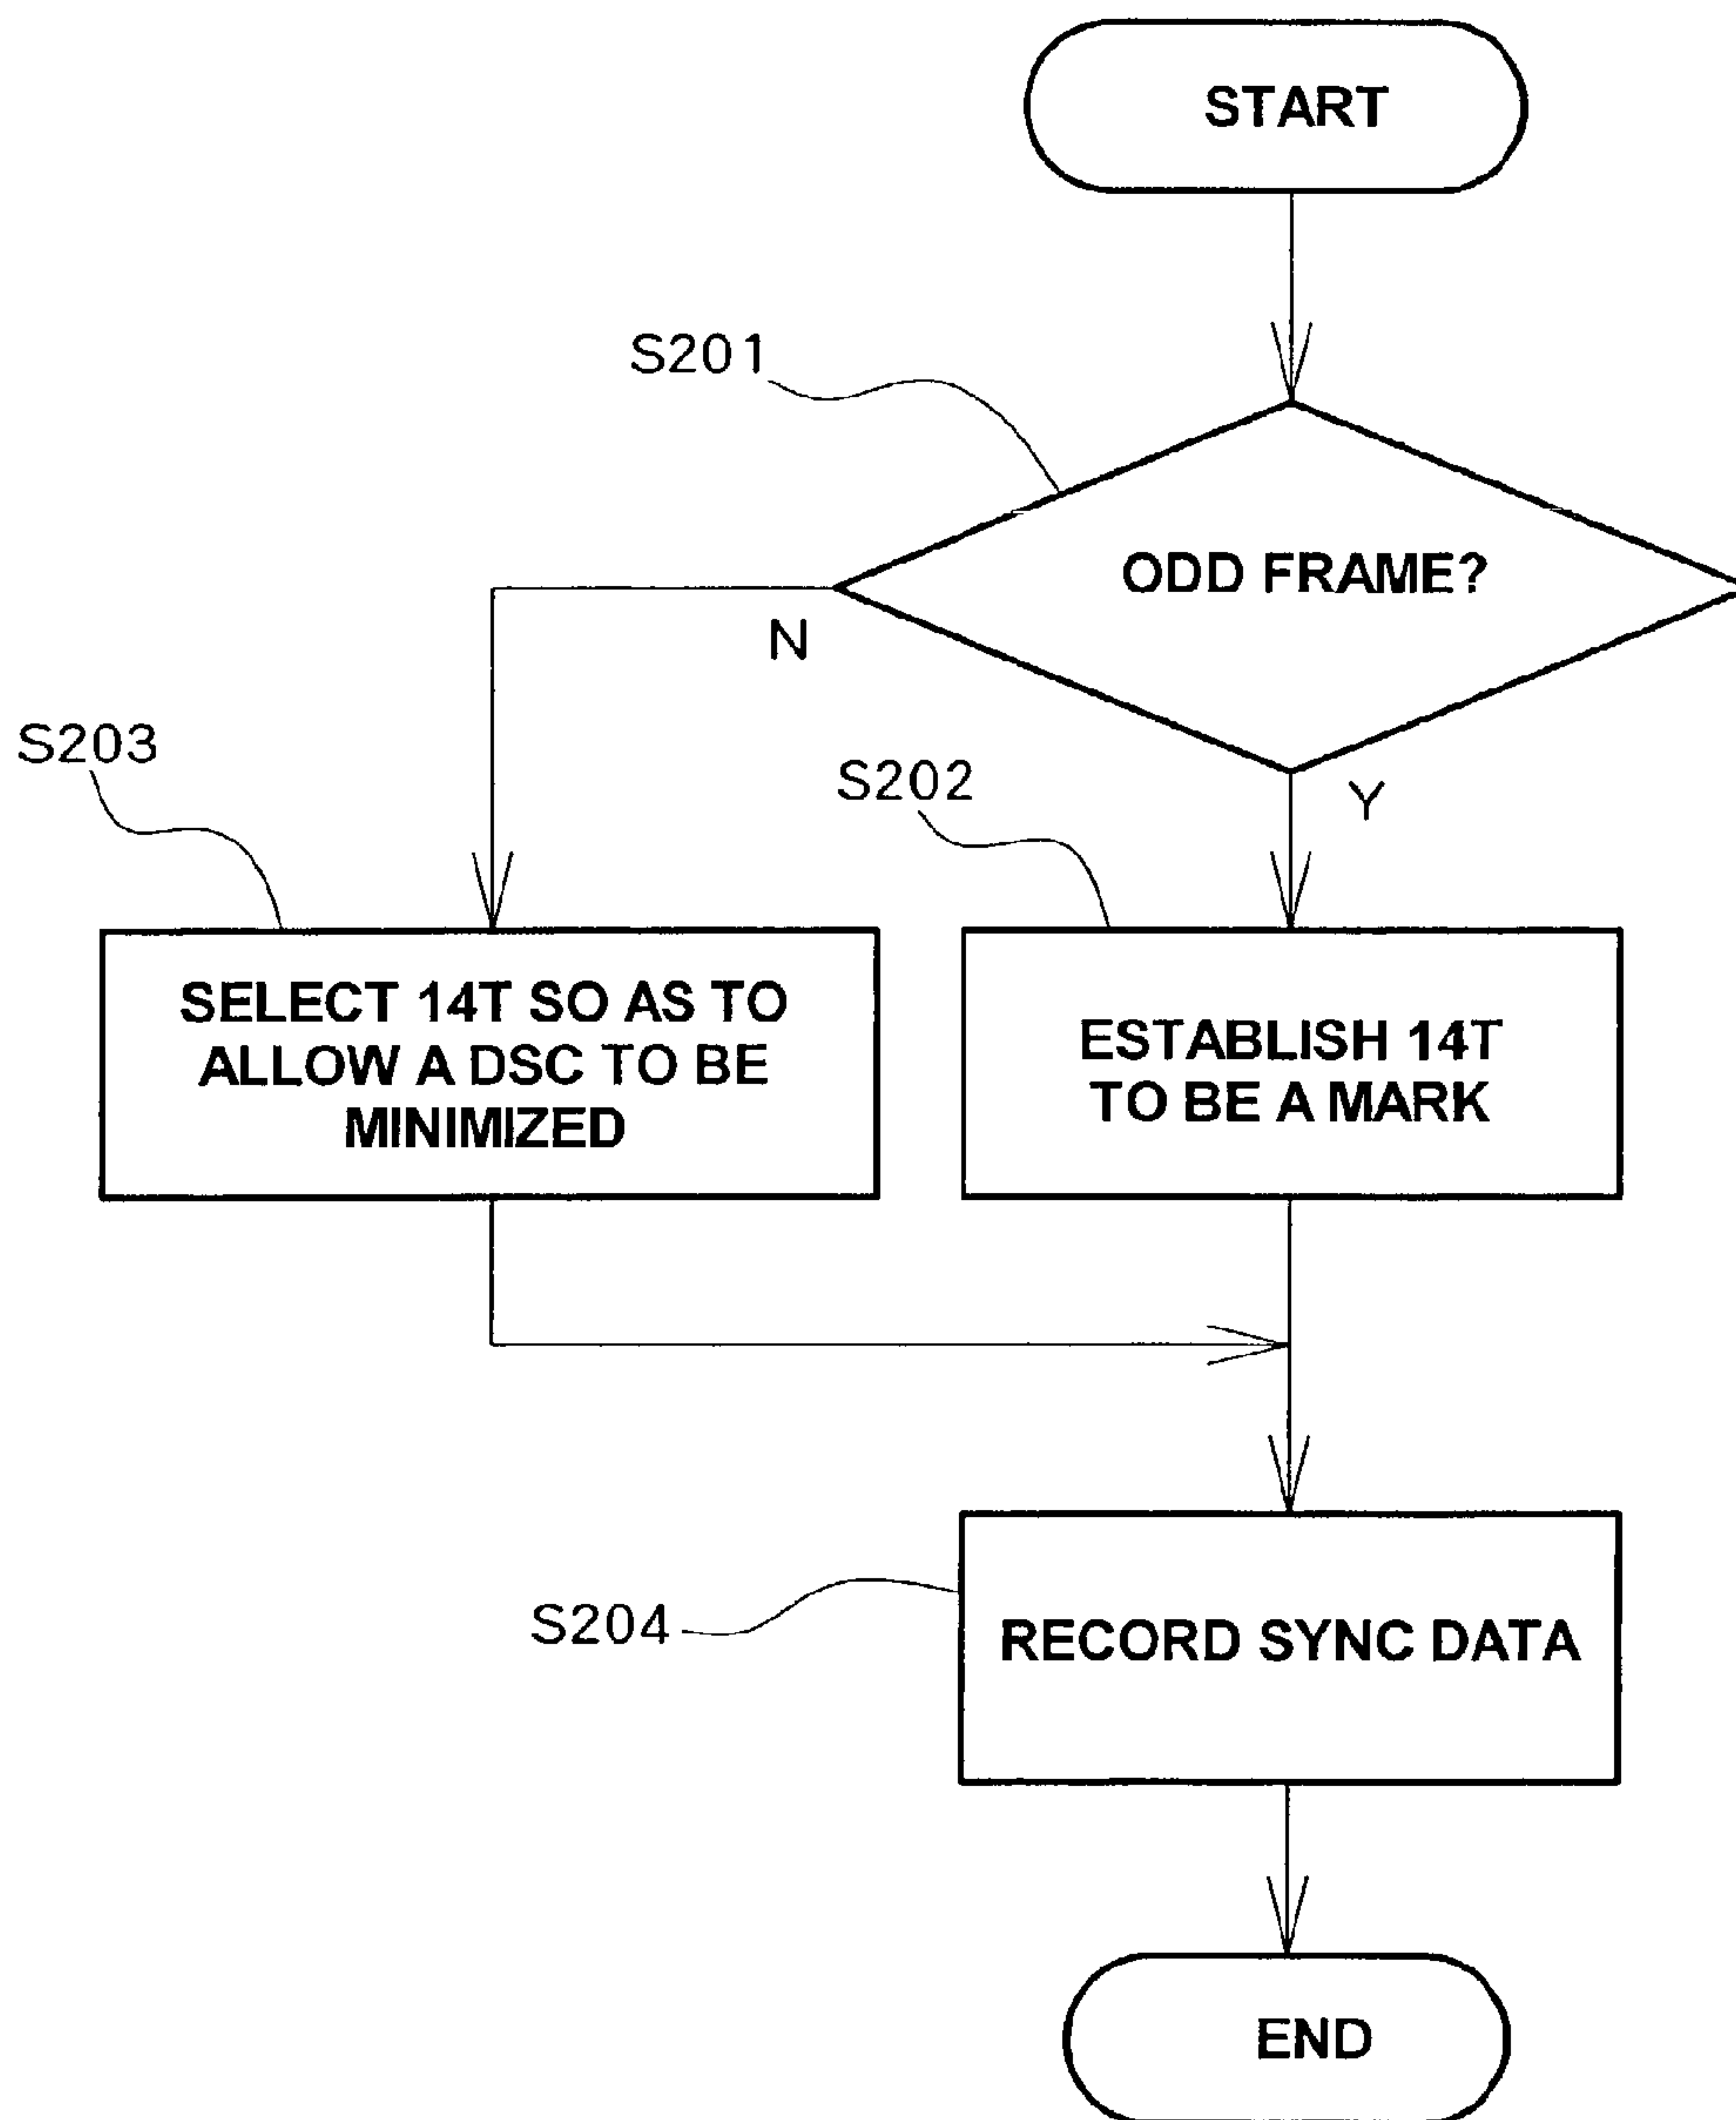 START
S201
ODD FRAME?
N
S203
S202
Y
SELECT 14T SO AS TO
ALLOW A DSC TO BE
MINIMIZED
ESTABLISH 14T
TO BE A MARK
S204
RECORD SYNC DATA
END